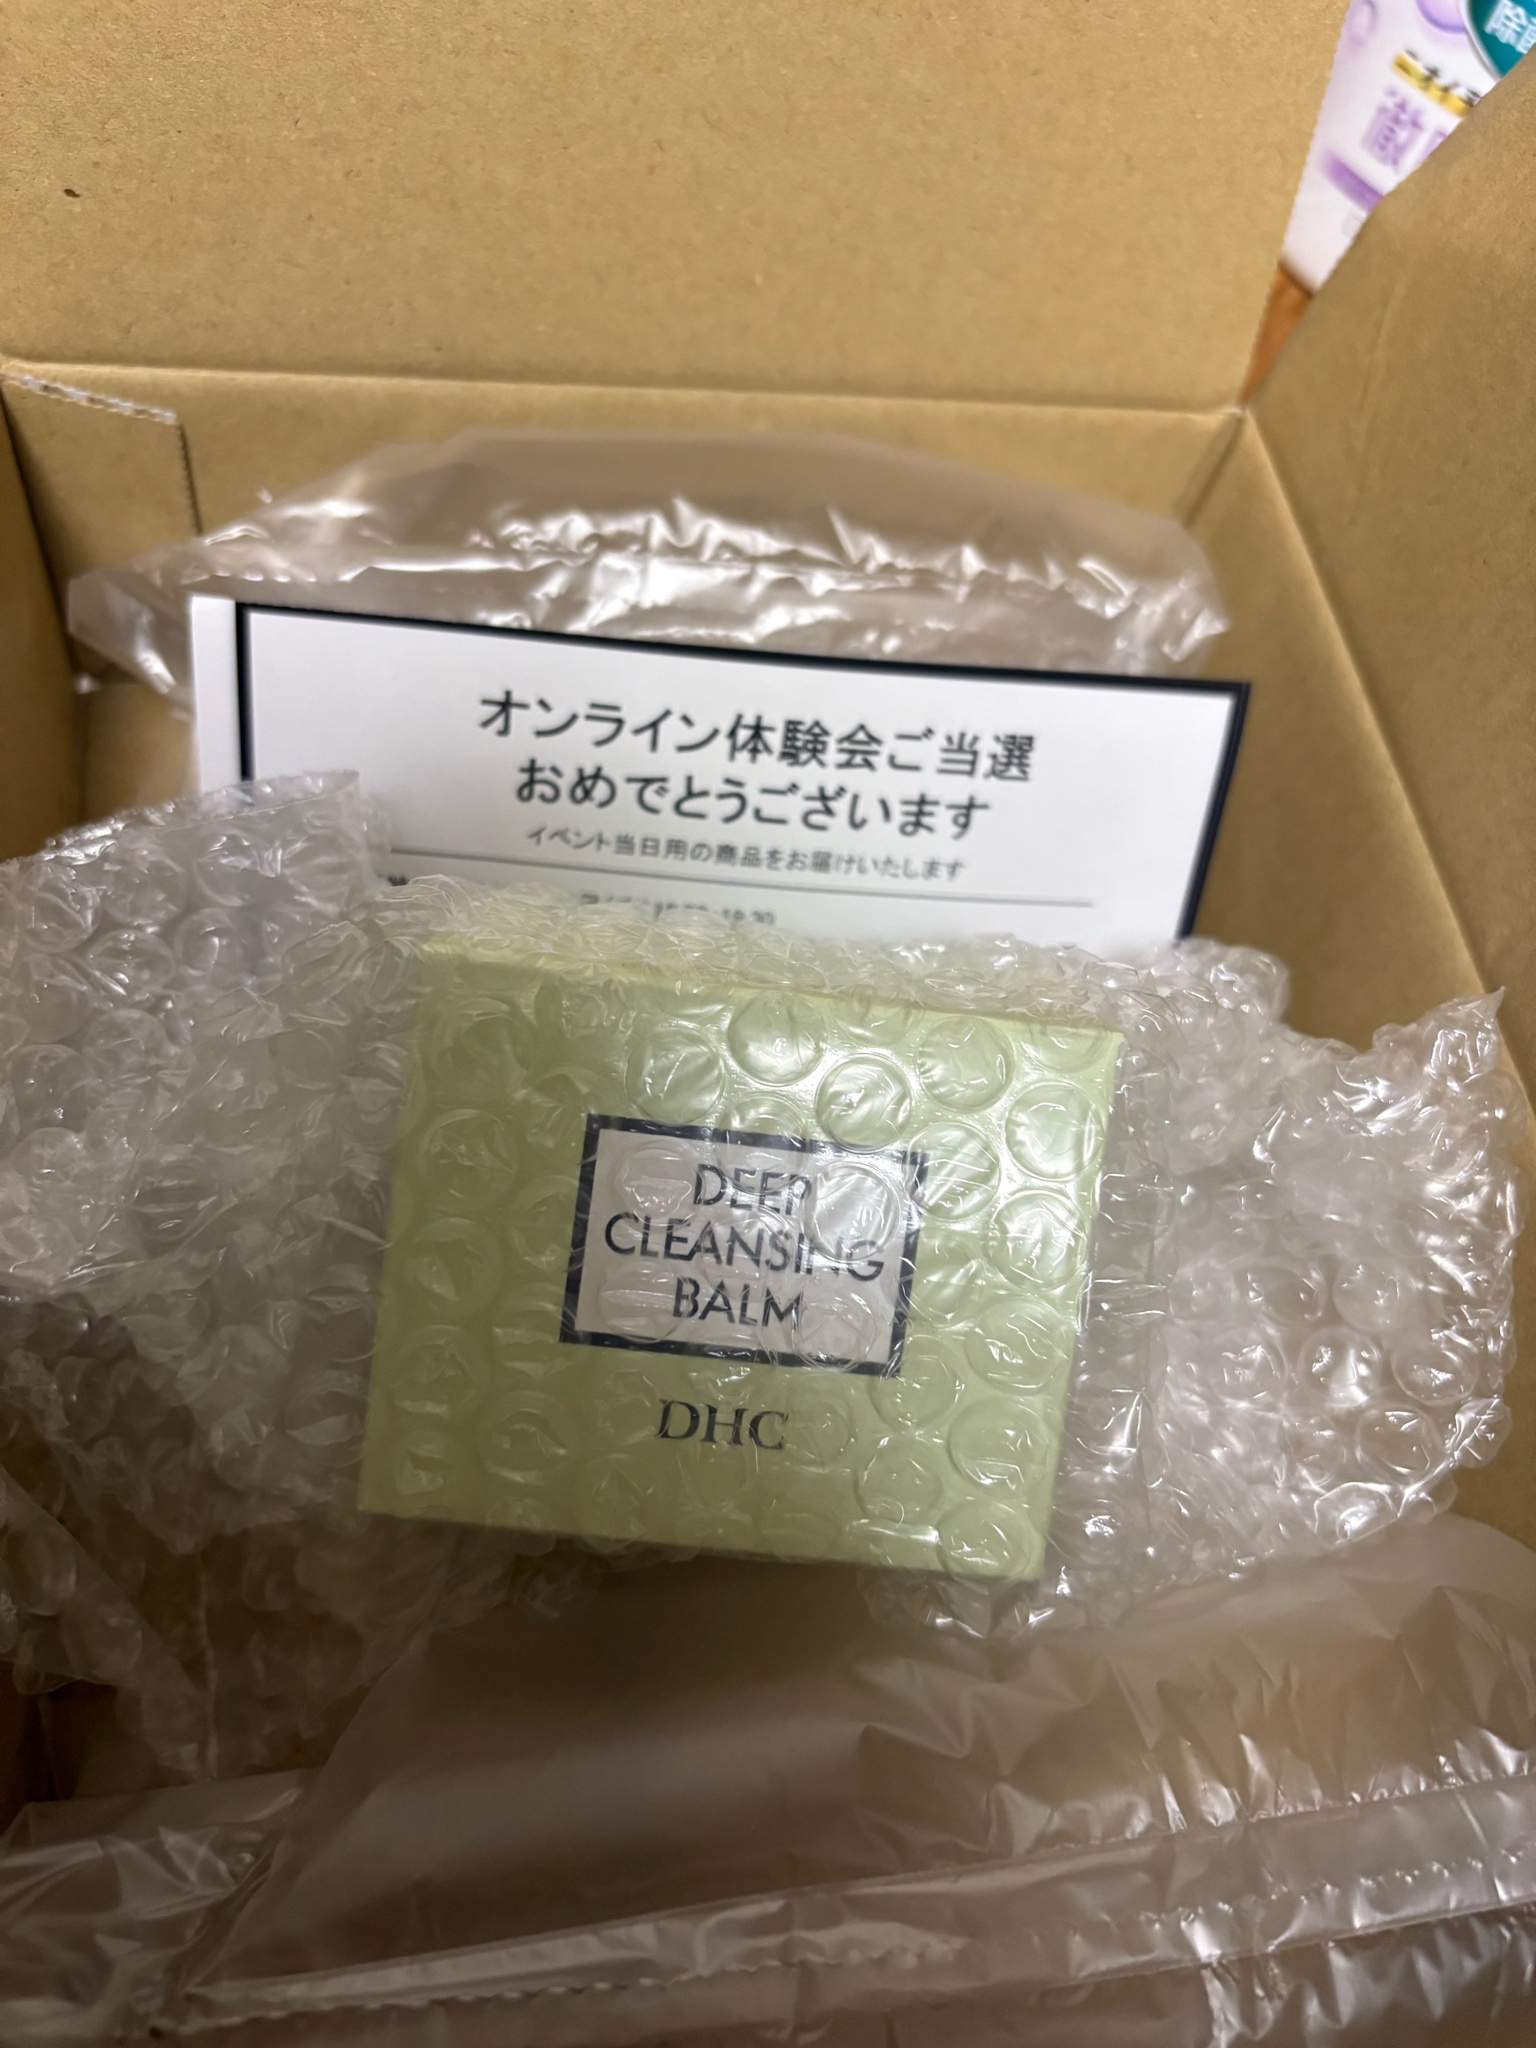 除
徹
オンライン体験会ご当選
おめでとうございます
イベント当日用の商品をお届けいたします
DEEP
CLEANSING
BALM
DHC